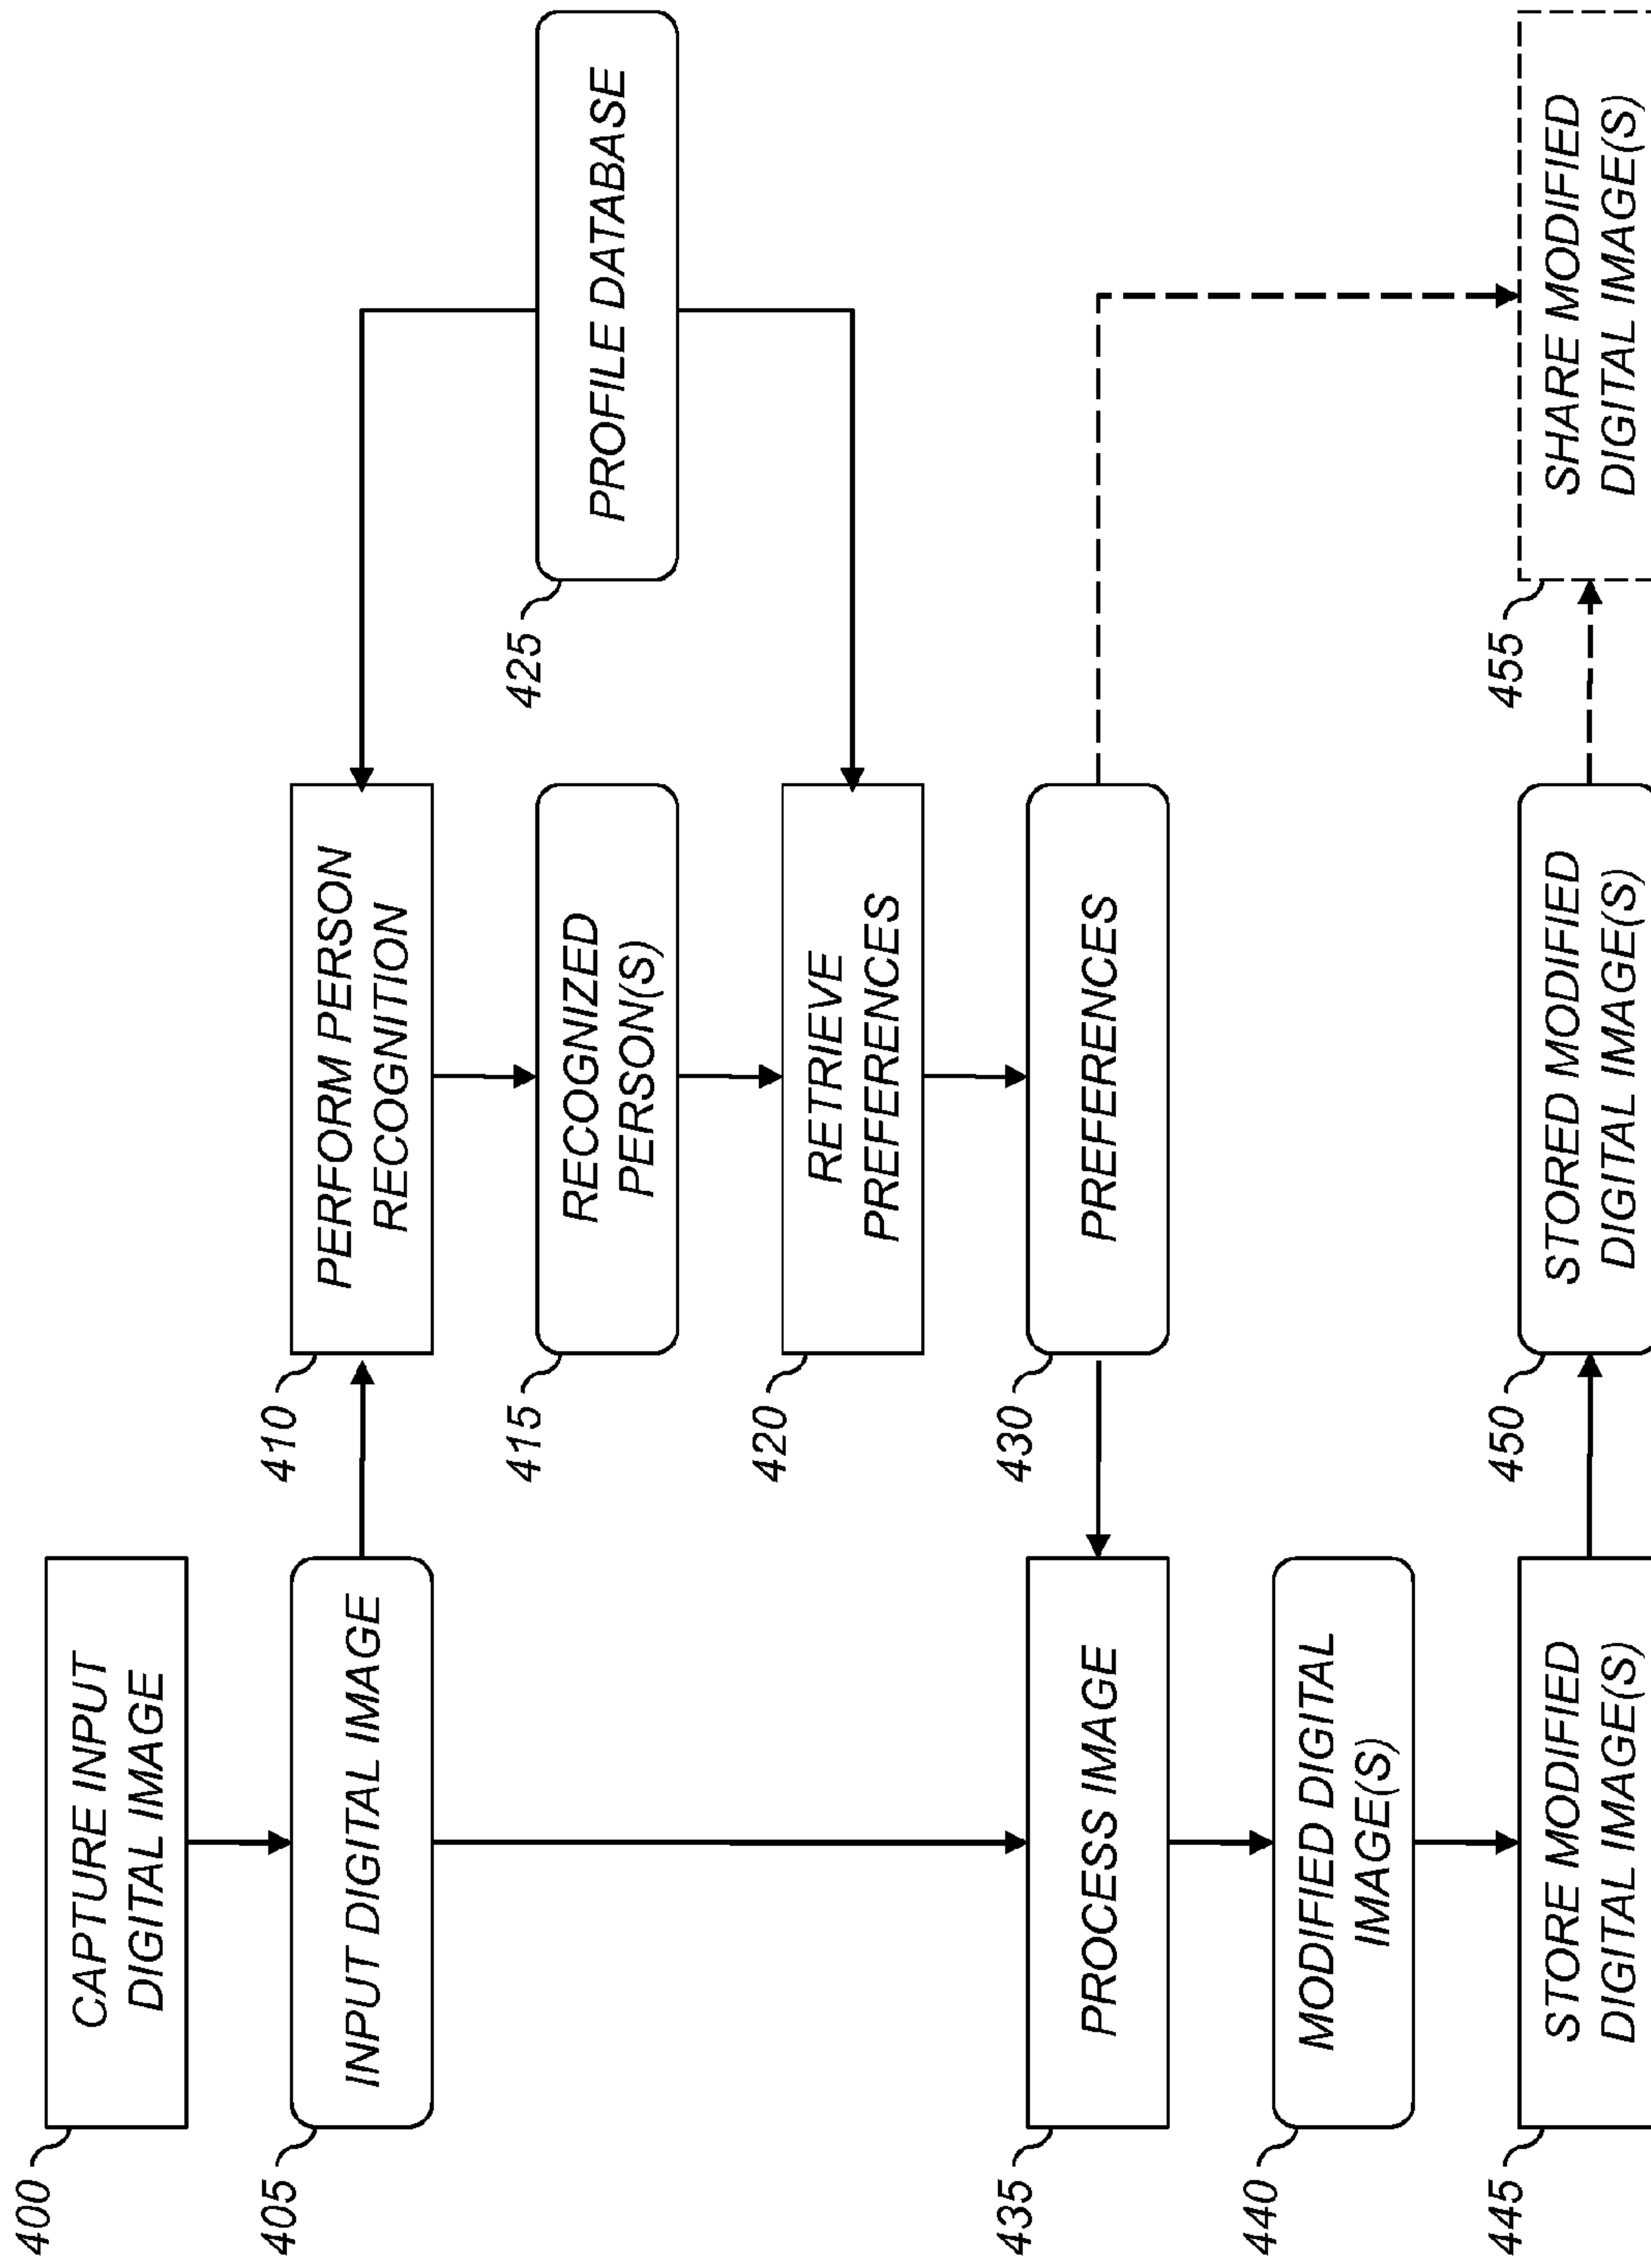 400
CAPTURE INPUT
DIGITAL IMAGE
405
INPUT DIGITAL IMAGE
410
PERFORM PERSON
RECOGNITION
415
RECOGNIZED
PERSON(S)
425
PROFILE DATABASE
420
RETRIEVE
PREFERENCES
430
PREFERENCES
435
PROCESS IMAGE
440
MODIFIED DIGITAL
IMAGE(S)
445
STORE MODIFIED
DIGITAL IMAGE(S)
450
STORED MODIFIED
DIGITAL IMAGE(S)
455
SHARE MODIFIED
DIGITAL IMAGE(S)